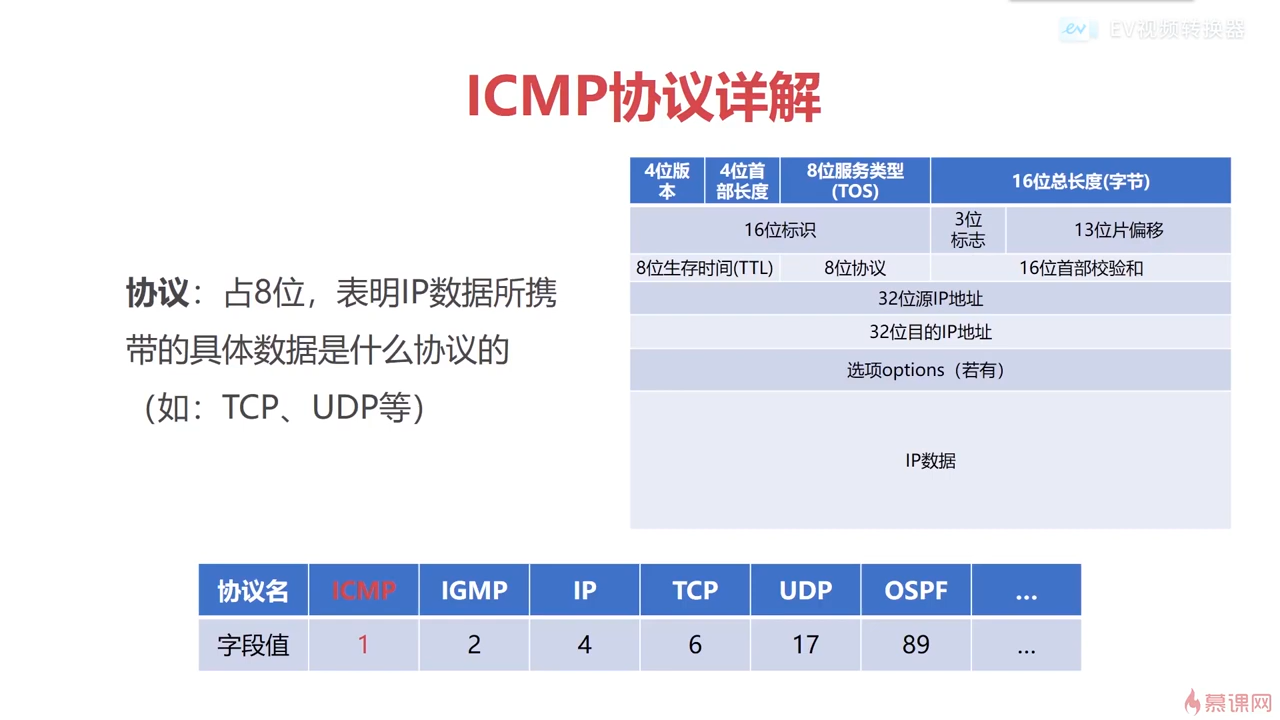 EV视频转换器
ICMP协议详解
4位版
本
4位首
部长度
8位服务类型
(TOS)
16位总长度(字节)
16位标识
3位
标志
13位片偏移
8位生存时间(TTL)
8位协议
16位首部校验和
32位源IP地址
32位目的IP地址
选项options（若有）
IP数据
协议：占8位，表明IP数据所携
带的具体数据是什么协议的
（如：TCP、UDP等）
协议名 ICMP IGMP IP TCP UDP OSPF ...
字段值 1 2 4 6 17 89 ...
慕课网